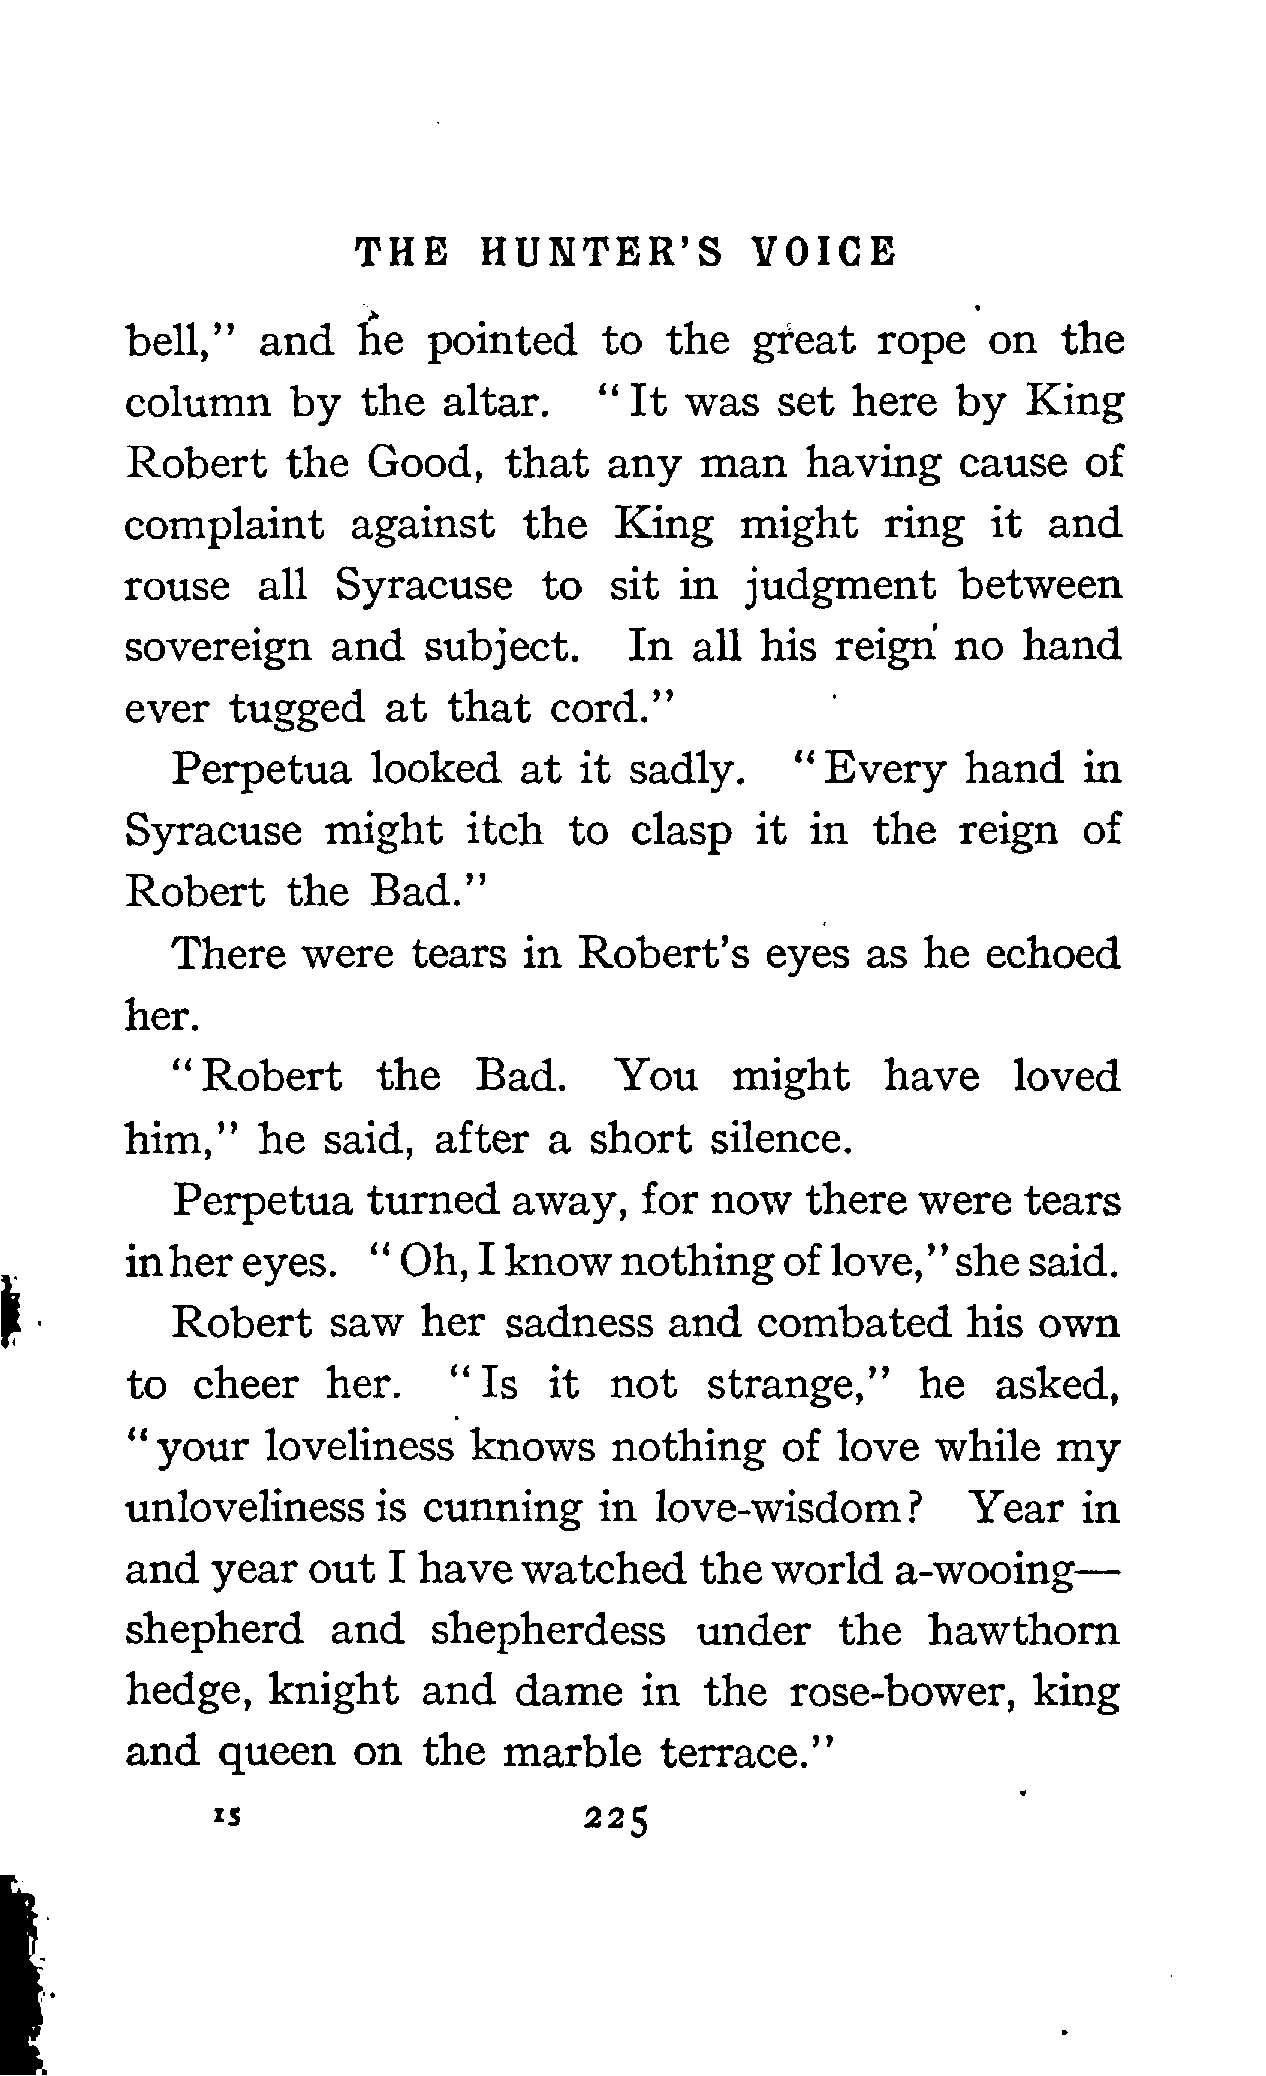 THE HUNTER'S VOICE
bell," and he pointed to the great rope on the
column by the altar. "It was set here by King
Robert the Good, that any man having cause of
complaint against the King might ring it and
rouse all Syracuse to sit in judgment between
sovereign and subject. In all his reign no hand
ever tugged at that cord."
Perpetua looked at it sadly. "Every hand in
Syracuse might itch to clasp it in the reign of
Robert the Bad."
There were tears in Robert's eyes as he echoed
her.
"Robert the Bad. You might have loved
him," he said, after a short silence.
Perpetua turned away, for now there were tears
in her eyes. "Oh, I know nothing of love," she said.
Robert saw her sadness and combated his own
to cheer her. "Is it not strange," he asked,
"your loveliness knows nothing of love while my
unloveliness is cunning in love-wisdom? Year in
and year out I have watched the world a-wooing—
shepherd and shepherdess under the hawthorn
hedge, knight and dame in the rose-bower, king
and queen on the marble terrace."
15 225